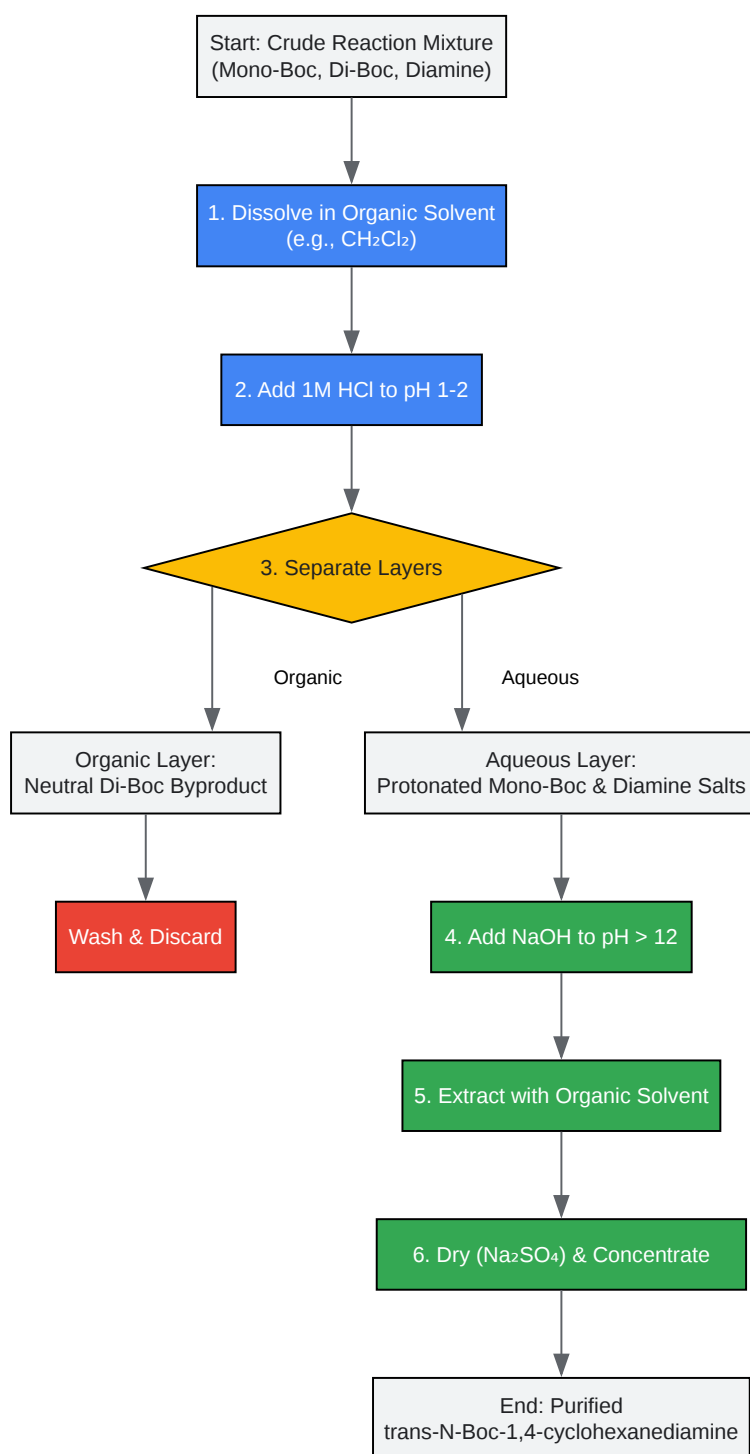 Start: Crude Reaction Mixture
(Mono-Boc, Di-Boc, Diamine)
1. Dissolve in Organic Solvent
(e.g., CH₂Cl₂)
2. Add 1M HCl to pH 1-2
3. Separate Layers
Organic
Aqueous
Organic Layer:
Neutral Di-Boc Byproduct
Aqueous Layer:
Protonated Mono-Boc & Diamine Salts
Wash & Discard
4. Add NaOH to pH > 12
5. Extract with Organic Solvent
6. Dry (Na₂SO₄) & Concentrate
End: Purified
trans-N-Boc-1,4-cyclohexanediamine